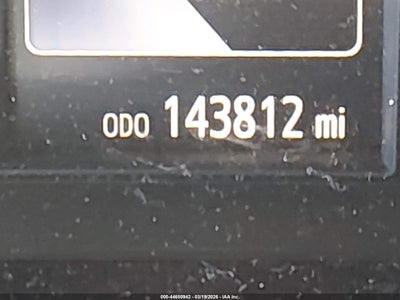 ODO 143812 mi
000-44650942 - 03/19/2026 - IAA Inc.